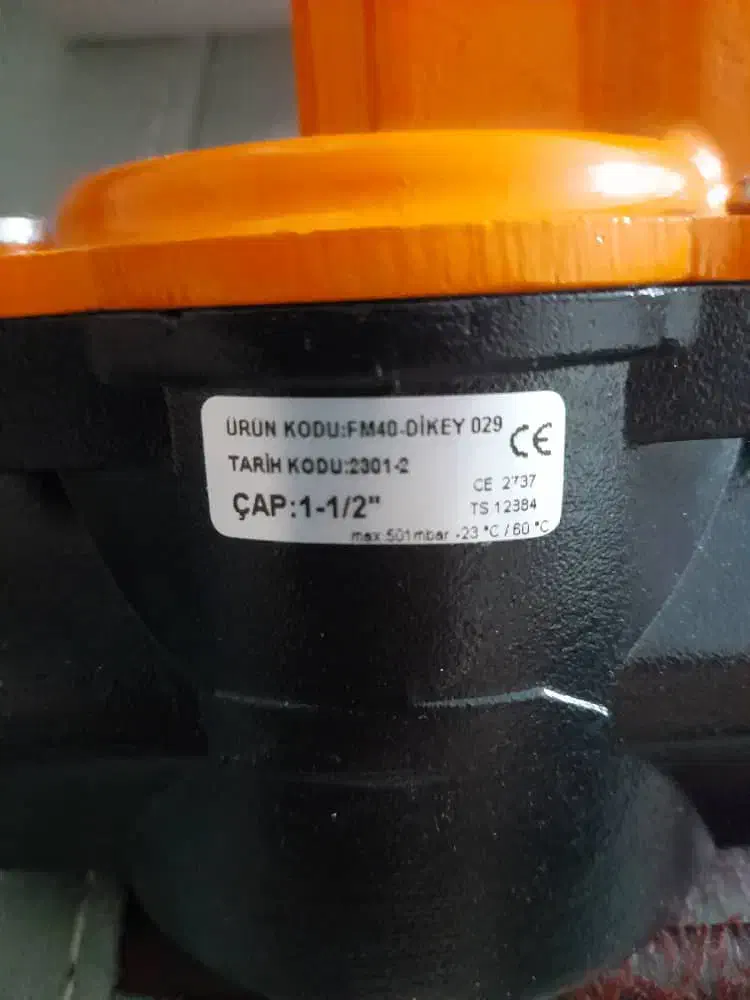 ÜRÜN KODU:FM40-DİKEY 029
CE
TARİH KODU:2301-2
CE 2737
ÇAP:1-1/2"
TS 12384
max 501mbar -23 °C / 60 °C